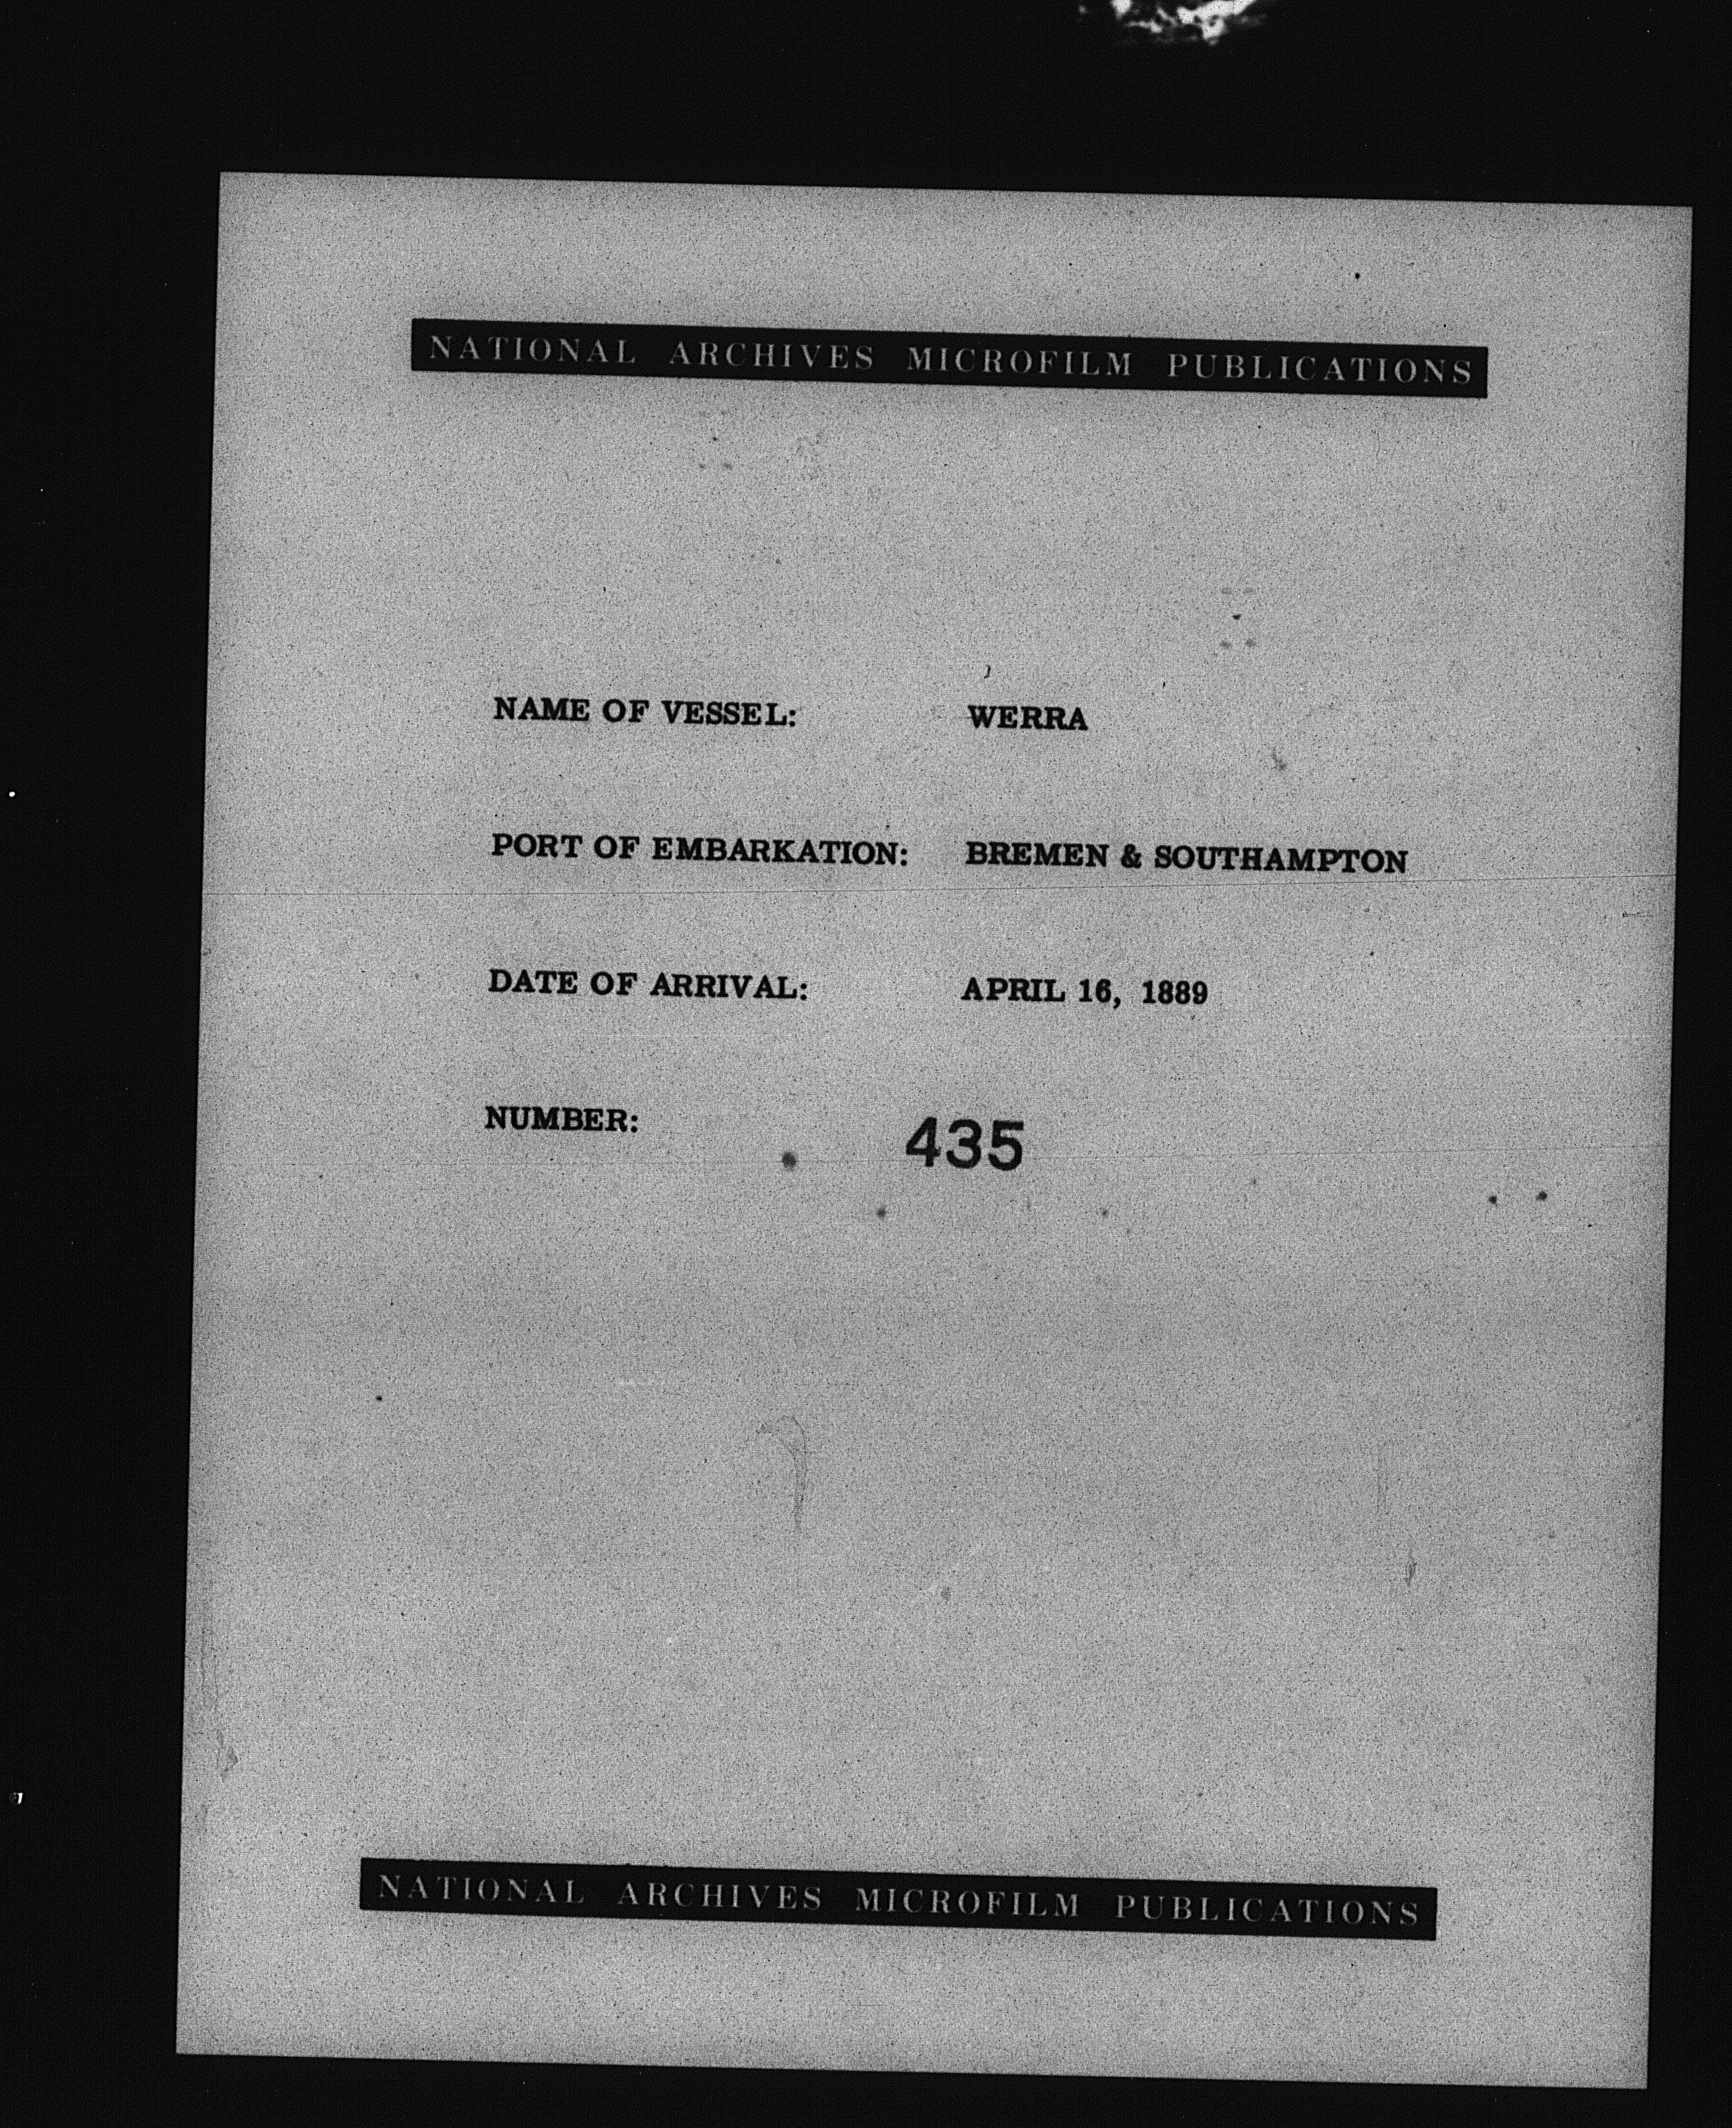 NATIONAL ARCHIVES MICROFILM PUBLICATIONS
NAME OF VESSEL: WERRA
PORT OF EMBARKATION: BREMEN & SOUTHAMPTON
DATE OF ARRIVAL: APRIL 16, 1889
NUMBER: 435
NATIONAL ARCHIVES MICROFILM PUBLICATIONS